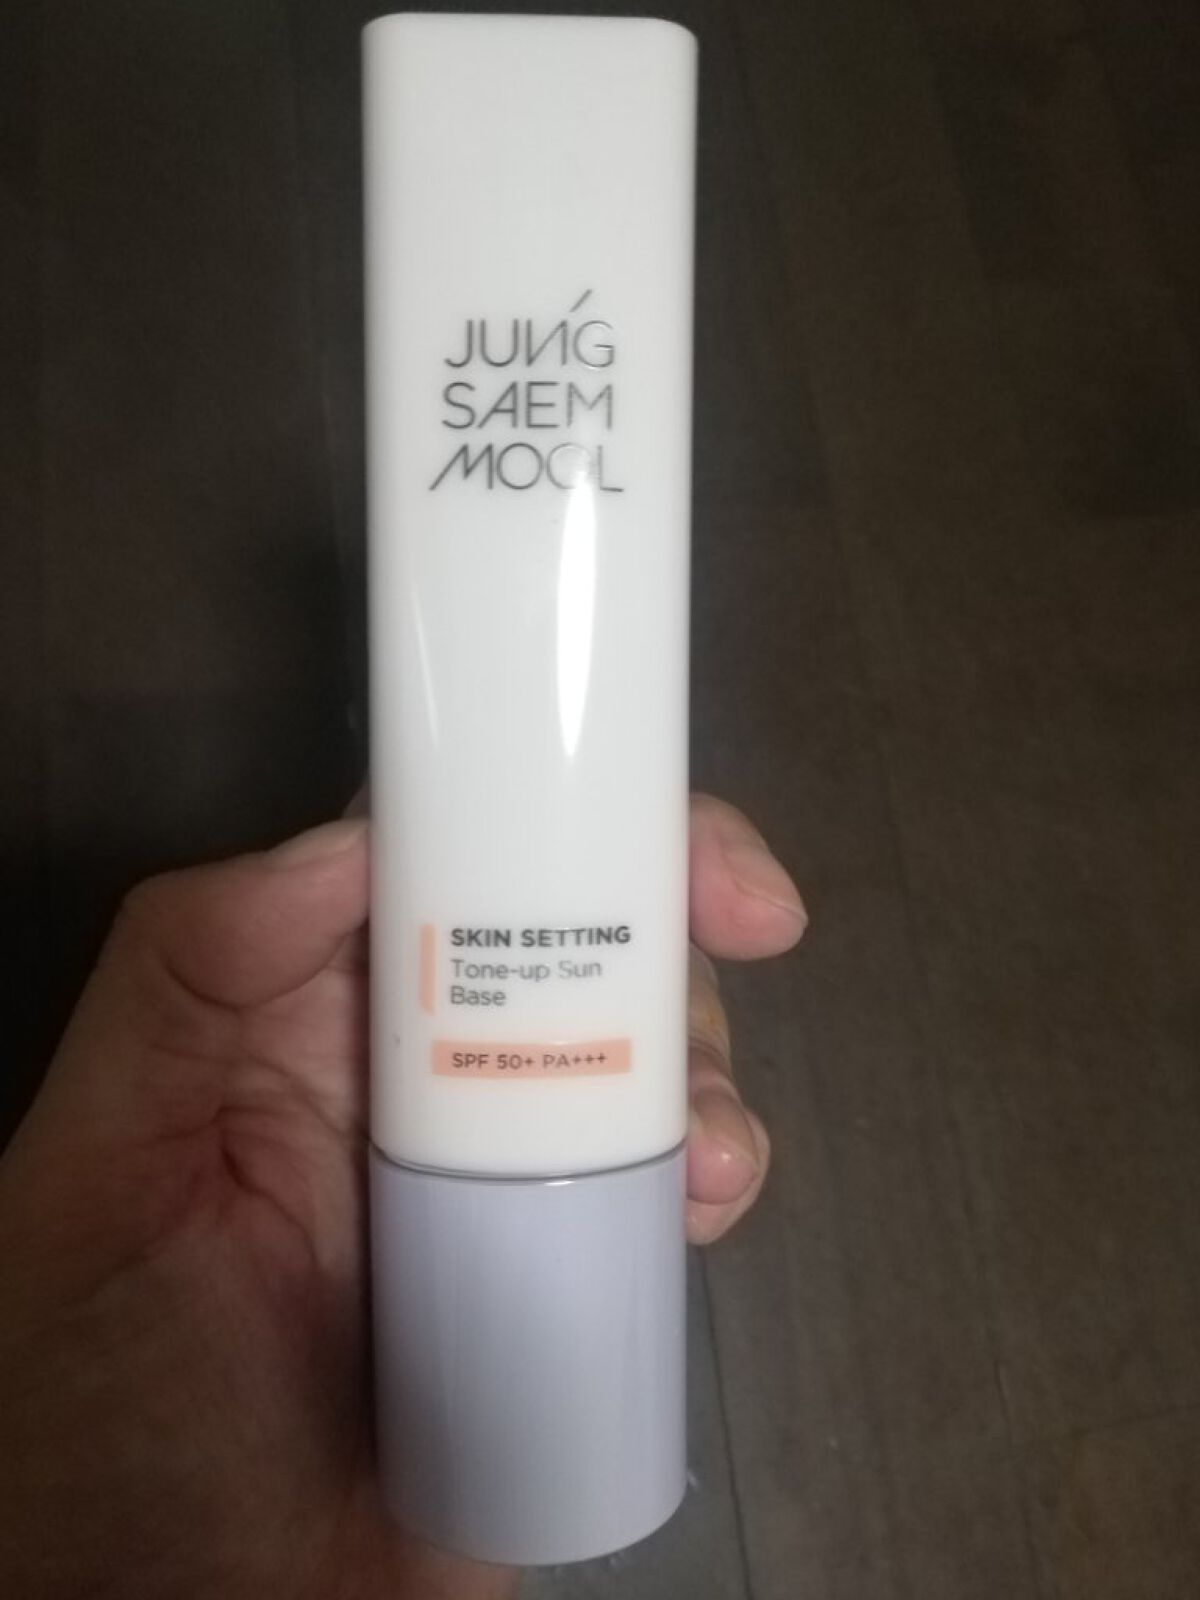 JUNG
SAEM
MOOL
SKIN SETTING
Tone-up Sun
Base
SPF 50+ PA+++